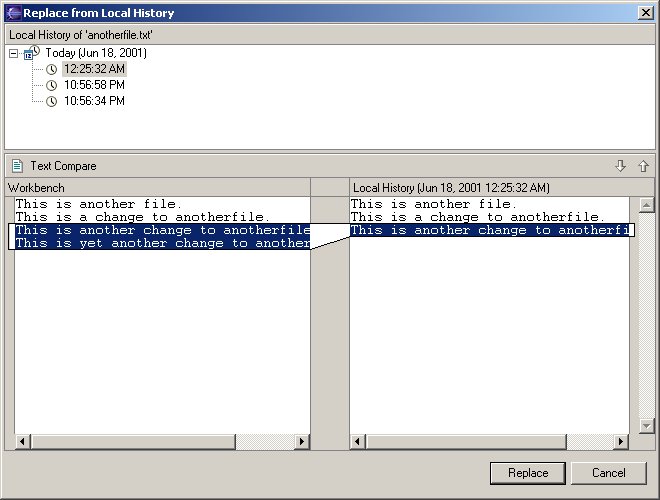 Replace from Local History
Local History of 'anotherfile.txt'
Today (Jun 18, 2001)
12:25:32 AM
10:56:58 PM
10:56:34 PM
Text Compare
Workbench
This is another file.
This is a change to anotherfile.
This is another change to anotherfile
This is yet another change to another
Local History (Jun 18, 2001 12:25:32 AM)
This is another file.
This is a change to anotherfile.
This is another change to anotherfi
Replace
Cancel